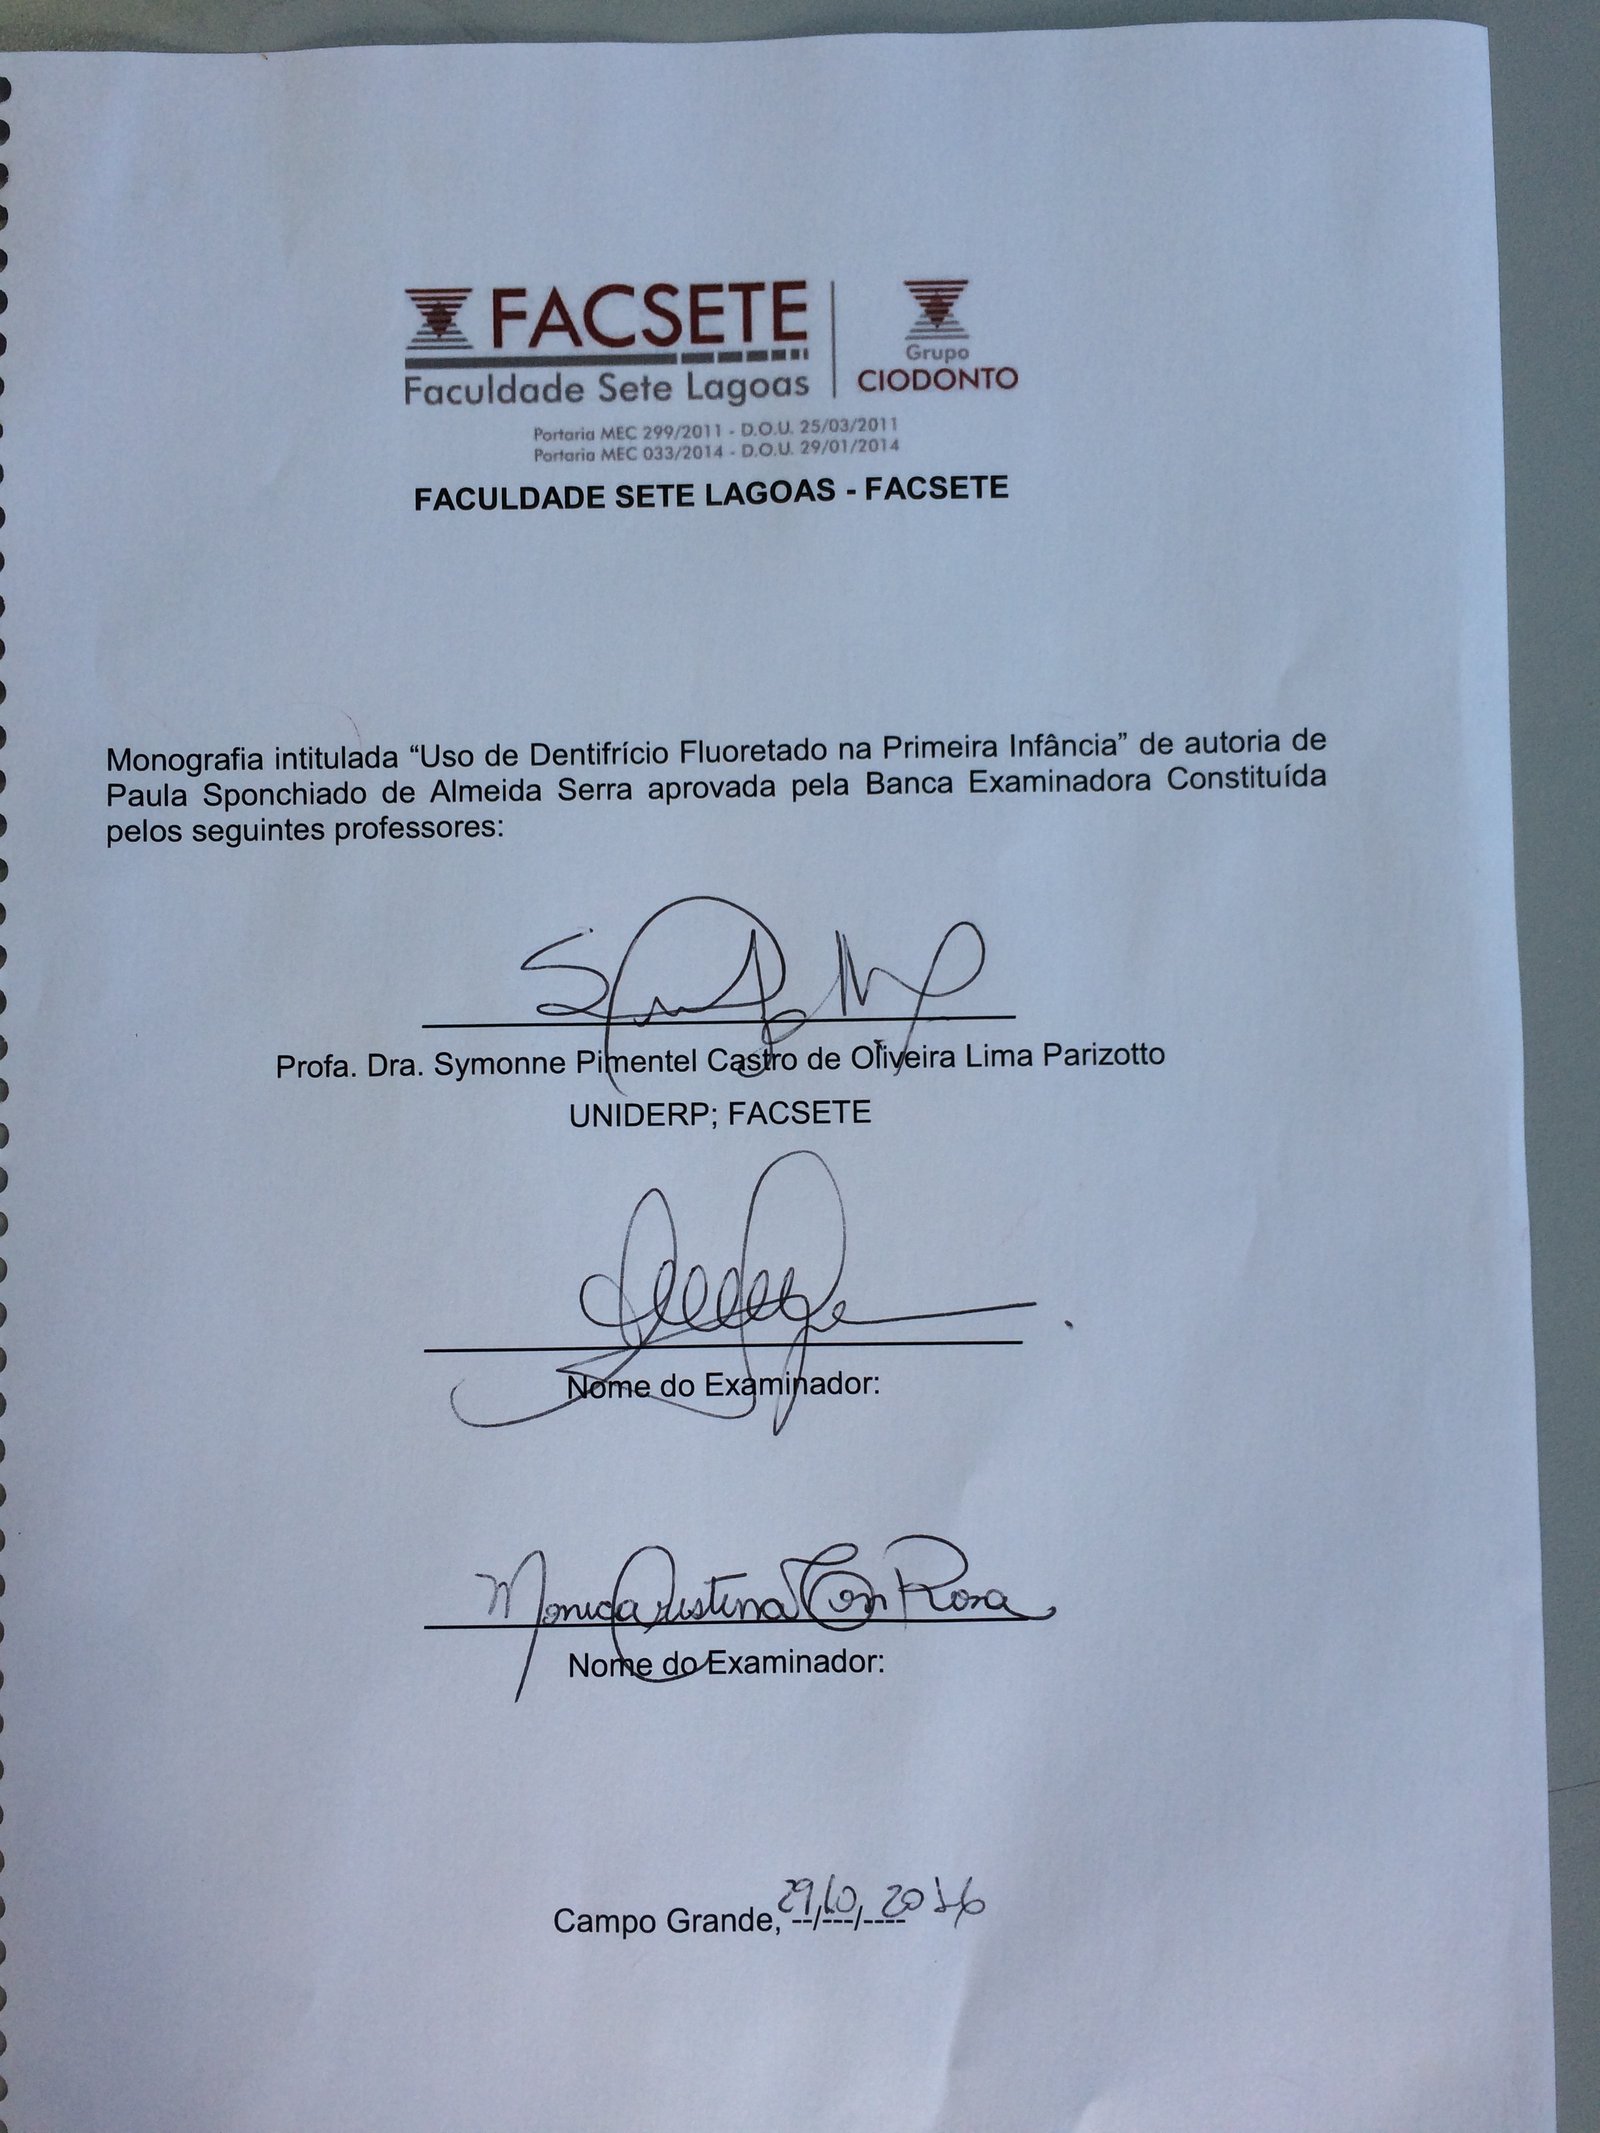 FACSETE
Faculdade Sete Lagoas
Grupo
CIODONTO
Portaria MEC 299/2011 - D.O.U. 25/03/2011
Portaria MEC 033/2014 - D.O.U. 29/01/2014
FACULDADE SETE LAGOAS - FACSETE
Monografia intitulada “Uso de Dentifrício Fluoretado na Primeira Infância” de autoria de
Paula Sponchiado de Almeida Serra aprovada pela Banca Examinadora Constituída
pelos seguintes professores:
Profa. Dra. Symonne Pimentel Castro de Oliveira Lima Parizotto
UNIDERP; FACSETE
Nome do Examinador:
Monica Cristina Rosa
Nome do Examinador:
Campo Grande, 29/10/2016